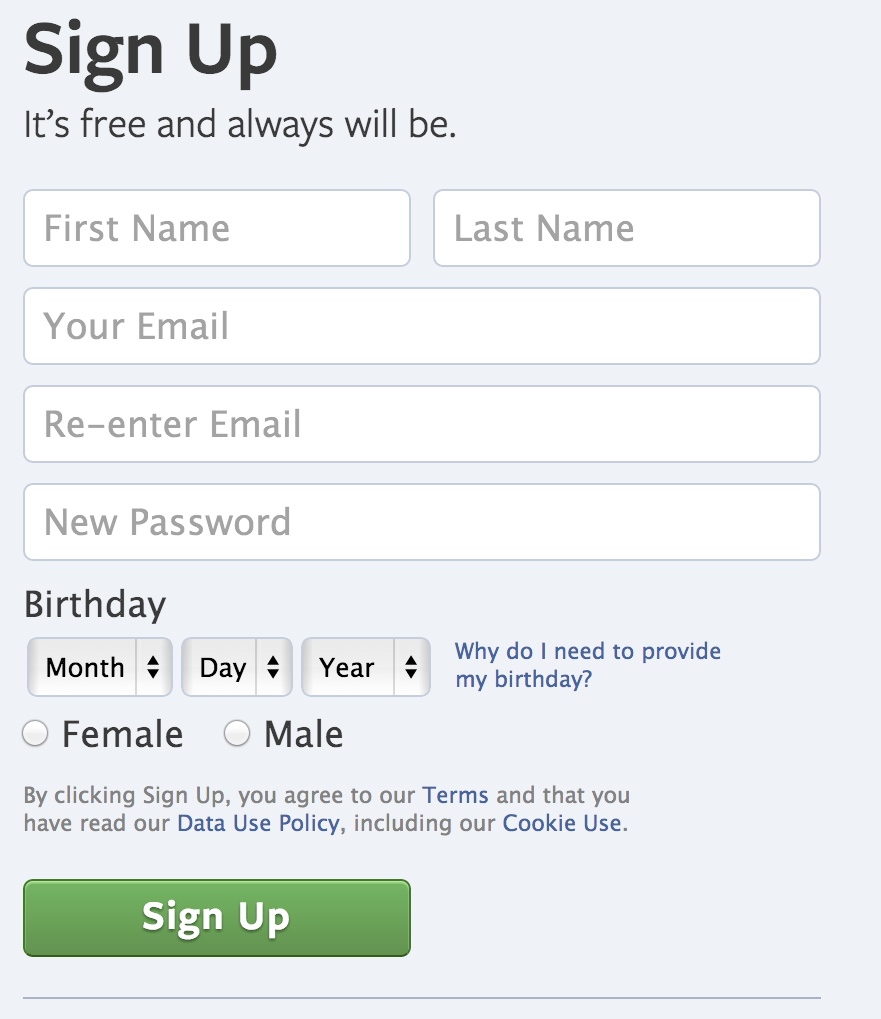 Sign Up
It’s free and always will be.
First Name Last Name
Your Email
Re-enter Email
New Password
Birthday
Month Day Year Why do I need to provide
my birthday?
Female Male
By clicking Sign Up, you agree to our Terms and that you
have read our Data Use Policy, including our Cookie Use.
Sign Up